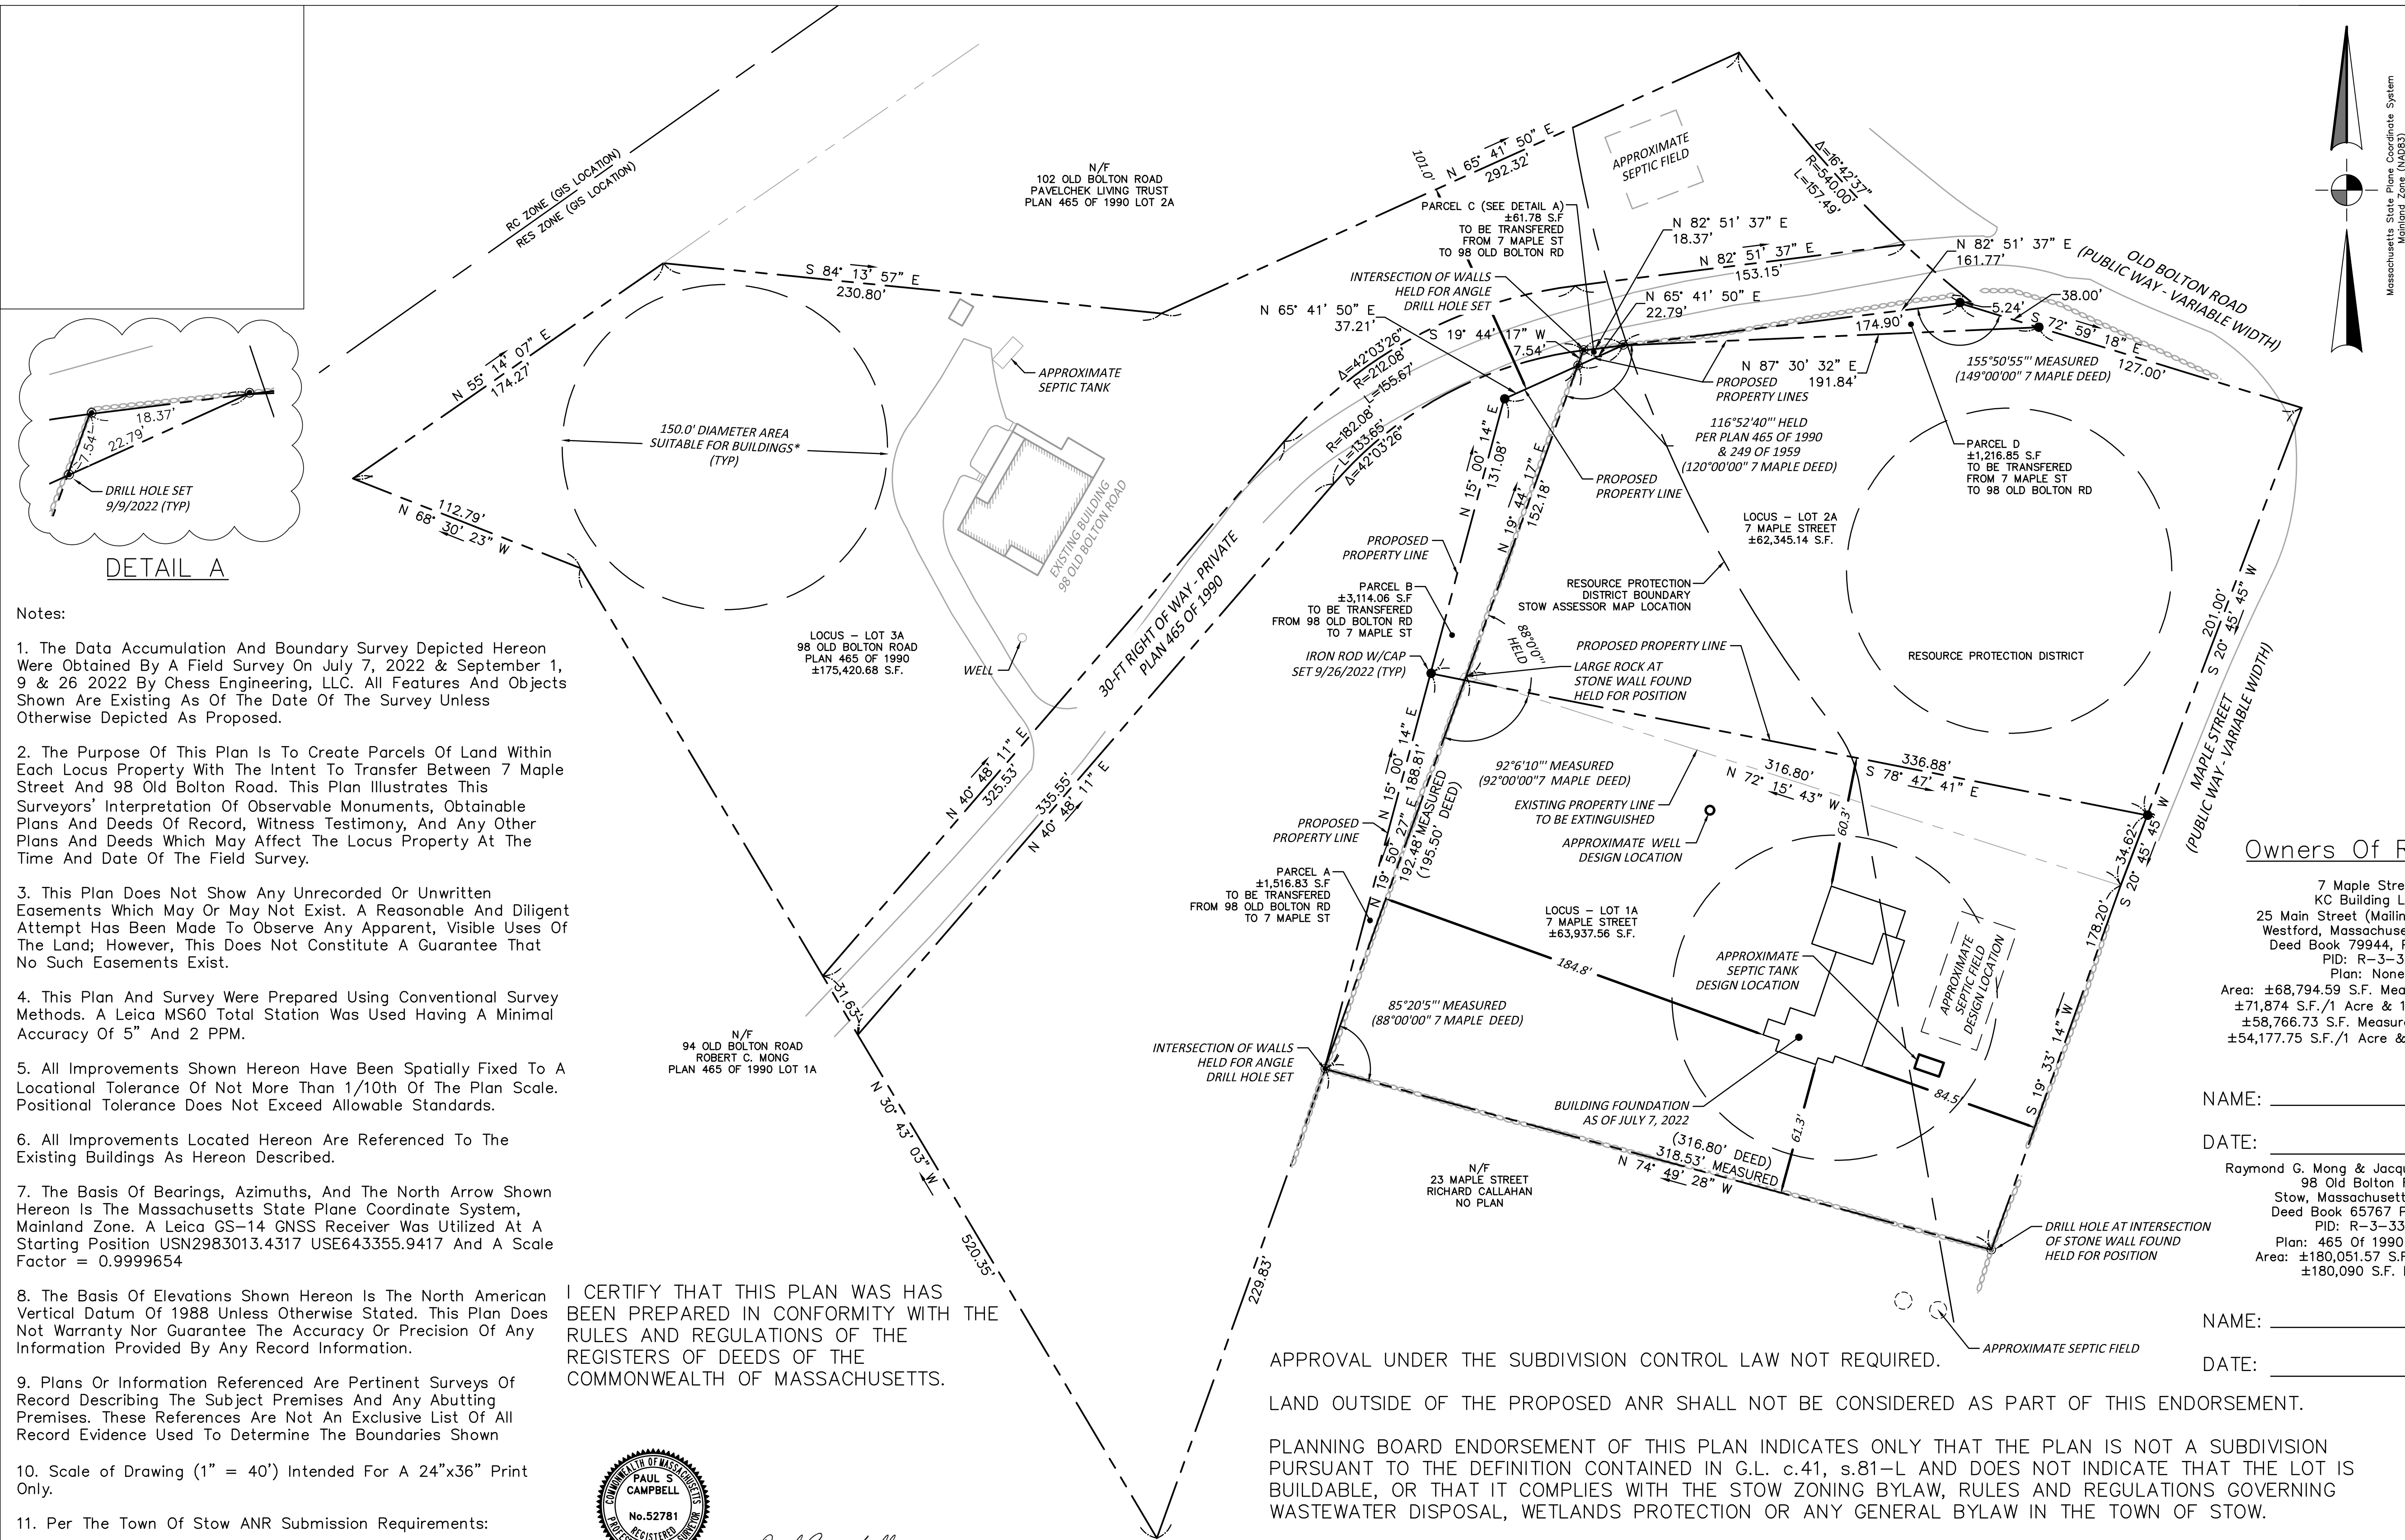 RC ZONE (GIS LOCATION)
RES ZONE (GIS LOCATION)
N/F
102 OLD BOLTON ROAD
PAVELCHEK LIVING TRUST
PLAN 465 OF 1990 LOT 2A
Massachusetts State Plane Coordinate System
Mainland Zone (NAD83)
N 65° 41' 50" E
292.32'
101.0'
APPROXIMATE
SEPTIC FIELD
Δ=16°42'37"
R=540.00'
L=157.49'
PARCEL C (SEE DETAIL A)
±61.78 S.F
TO BE TRANSFERED
FROM 7 MAPLE ST
TO 98 OLD BOLTON RD
N 82° 51' 37" E
18.37'
N 82° 51' 37" E
153.15'
N 82° 51' 37" E
161.77'
OLD BOLTON ROAD
(PUBLIC WAY - VARIABLE WIDTH)
INTERSECTION OF WALLS
HELD FOR ANGLE
DRILL HOLE SET
N 65° 41' 50" E
37.21'
N 65° 41' 50" E
22.79'
S 19° 44' 17" W
7.54'
5.24'
38.00'
S 72° 59' 18" E
127.00'
174.90'
N 87° 30' 32" E
191.84'
PROPOSED
PROPERTY LINES
155°50'55"' MEASURED
(149°00'00" 7 MAPLE DEED)
Δ=42°03'26"
R=212.08'
L=155.67'
R=182.08'
L=133.65'
Δ=42°03'26"
116°52'40"' HELD
PER PLAN 465 OF 1990
& 249 OF 1959
(120°00'00" 7 MAPLE DEED)
PARCEL D
±1,216.85 S.F
TO BE TRANSFERED
FROM 7 MAPLE ST
TO 98 OLD BOLTON RD
S 84° 13' 57" E
230.80'
N 55° 14' 07" E
174.27'
112.79'
N 68° 30' 23" W
APPROXIMATE
SEPTIC TANK
150.0' DIAMETER AREA
SUITABLE FOR BUILDINGS*
(TYP)
EXISTING BUILDING
98 OLD BOLTON ROAD
18.37'
7.54'
22.79'
DRILL HOLE SET
9/9/2022 (TYP)
DETAIL A
N 15° 00' 14" E
131.08'
N 19° 44' 17" E
152.18'
PROPOSED
PROPERTY LINE
PROPOSED
PROPERTY LINE
LOCUS – LOT 2A
7 MAPLE STREET
±62,345.14 S.F.
RESOURCE PROTECTION
DISTRICT BOUNDARY
STOW ASSESSOR MAP LOCATION
PARCEL B
±3,114.06 S.F
TO BE TRANSFERED
FROM 98 OLD BOLTON RD
TO 7 MAPLE ST
88°0'0"'
HELD
PROPOSED PROPERTY LINE
IRON ROD W/CAP
SET 9/26/2022 (TYP)
LARGE ROCK AT
STONE WALL FOUND
HELD FOR POSITION
RESOURCE PROTECTION DISTRICT
201.00'
S 20° 45' 45" W
MAPLE STREET
(PUBLIC WAY - VARIABLE WIDTH)
LOCUS – LOT 3A
98 OLD BOLTON ROAD
PLAN 465 OF 1990
±175,420.68 S.F.
WELL
30-FT RIGHT OF WAY - PRIVATE
PLAN 465 OF 1990
N 40° 48' 11" E
325.53'
335.55'
N 40° 48' 11" E
31.63'
N 15° 00' 14" E
188.81'
N 19° 50' 27" E
192.48' MEASURED
(195.50' DEED)
92°6'10"' MEASURED
(92°00'00"7 MAPLE DEED)
316.80'
N 72° 15' 43" W
336.88'
S 78° 47' 41" E
EXISTING PROPERTY LINE
TO BE EXTINGUISHED
APPROXIMATE WELL
DESIGN LOCATION
60.3'
34.62'
S 20° 45' 45" W
178.20'
PROPOSED
PROPERTY LINE
PARCEL A
±1,516.83 S.F
TO BE TRANSFERED
FROM 98 OLD BOLTON RD
TO 7 MAPLE ST
LOCUS – LOT 1A
7 MAPLE STREET
±63,937.56 S.F.
184.8'
APPROXIMATE
SEPTIC TANK
DESIGN LOCATION
APPROXIMATE
SEPTIC FIELD
DESIGN LOCATION
85°20'5"' MEASURED
(88°00'00" 7 MAPLE DEED)
S 19° 33' 14" W
N/F
94 OLD BOLTON ROAD
ROBERT C. MONG
PLAN 465 OF 1990 LOT 1A
INTERSECTION OF WALLS
HELD FOR ANGLE
DRILL HOLE SET
84.5'
61.3'
BUILDING FOUNDATION
AS OF JULY 7, 2022
(316.80' DEED)
318.53' MEASURED
N 74° 49' 28" W
N/F
23 MAPLE STREET
RICHARD CALLAHAN
NO PLAN
DRILL HOLE AT INTERSECTION
OF STONE WALL FOUND
HELD FOR POSITION
N 30° 43' 03" W
520.35'
229.83'
APPROXIMATE SEPTIC FIELD
Notes:
1. The Data Accumulation And Boundary Survey Depicted Hereon
Were Obtained By A Field Survey On July 7, 2022 & September 1,
9 & 26 2022 By Chess Engineering, LLC. All Features And Objects
Shown Are Existing As Of The Date Of The Survey Unless
Otherwise Depicted As Proposed.
2. The Purpose Of This Plan Is To Create Parcels Of Land Within
Each Locus Property With The Intent To Transfer Between 7 Maple
Street And 98 Old Bolton Road. This Plan Illustrates This
Surveyors' Interpretation Of Observable Monuments, Obtainable
Plans And Deeds Of Record, Witness Testimony, And Any Other
Plans And Deeds Which May Affect The Locus Property At The
Time And Date Of The Field Survey.
3. This Plan Does Not Show Any Unrecorded Or Unwritten
Easements Which May Or May Not Exist. A Reasonable And Diligent
Attempt Has Been Made To Observe Any Apparent, Visible Uses Of
The Land; However, This Does Not Constitute A Guarantee That
No Such Easements Exist.
4. This Plan And Survey Were Prepared Using Conventional Survey
Methods. A Leica MS60 Total Station Was Used Having A Minimal
Accuracy Of 5" And 2 PPM.
5. All Improvements Shown Hereon Have Been Spatially Fixed To A
Locational Tolerance Of Not More Than 1/10th Of The Plan Scale.
Positional Tolerance Does Not Exceed Allowable Standards.
6. All Improvements Located Hereon Are Referenced To The
Existing Buildings As Hereon Described.
7. The Basis Of Bearings, Azimuths, And The North Arrow Shown
Hereon Is The Massachusetts State Plane Coordinate System,
Mainland Zone. A Leica GS–14 GNSS Receiver Was Utilized At A
Starting Position USN2983013.4317 USE643355.9417 And A Scale
Factor = 0.9999654
8. The Basis Of Elevations Shown Hereon Is The North American
Vertical Datum Of 1988 Unless Otherwise Stated. This Plan Does
Not Warranty Nor Guarantee The Accuracy Or Precision Of Any
Information Provided By Any Record Information.
9. Plans Or Information Referenced Are Pertinent Surveys Of
Record Describing The Subject Premises And Any Abutting
Premises. These References Are Not An Exclusive List Of All
Record Evidence Used To Determine The Boundaries Shown
10. Scale of Drawing (1" = 40') Intended For A 24"x36" Print
Only.
11. Per The Town Of Stow ANR Submission Requirements:
I CERTIFY THAT THIS PLAN WAS HAS
BEEN PREPARED IN CONFORMITY WITH THE
RULES AND REGULATIONS OF THE
REGISTERS OF DEEDS OF THE
COMMONWEALTH OF MASSACHUSETTS.
COMMONWEALTH OF MASSACHUSETTS
PAUL S
CAMPBELL
No.52781
REGISTERED
Owners Of R
7 Maple Stre
KC Building L
25 Main Street (Mailin
Westford, Massachuse
Deed Book 79944, P
PID: R–3–3
Plan: None
Area: ±68,794.59 S.F. Mea
±71,874 S.F./1 Acre & 1
±58,766.73 S.F. Measur
±54,177.75 S.F./1 Acre &
NAME:
DATE:
Raymond G. Mong & Jacqu
98 Old Bolton R
Stow, Massachusett
Deed Book 65767 P
PID: R–3–33
Plan: 465 Of 1990
Area: ±180,051.57 S.F
±180,090 S.F.
NAME:
DATE:
APPROVAL UNDER THE SUBDIVISION CONTROL LAW NOT REQUIRED.
LAND OUTSIDE OF THE PROPOSED ANR SHALL NOT BE CONSIDERED AS PART OF THIS ENDORSEMENT.
PLANNING BOARD ENDORSEMENT OF THIS PLAN INDICATES ONLY THAT THE PLAN IS NOT A SUBDIVISION
PURSUANT TO THE DEFINITION CONTAINED IN G.L. c.41, s.81–L AND DOES NOT INDICATE THAT THE LOT IS
BUILDABLE, OR THAT IT COMPLIES WITH THE STOW ZONING BYLAW, RULES AND REGULATIONS GOVERNING
WASTEWATER DISPOSAL, WETLANDS PROTECTION OR ANY GENERAL BYLAW IN THE TOWN OF STOW.